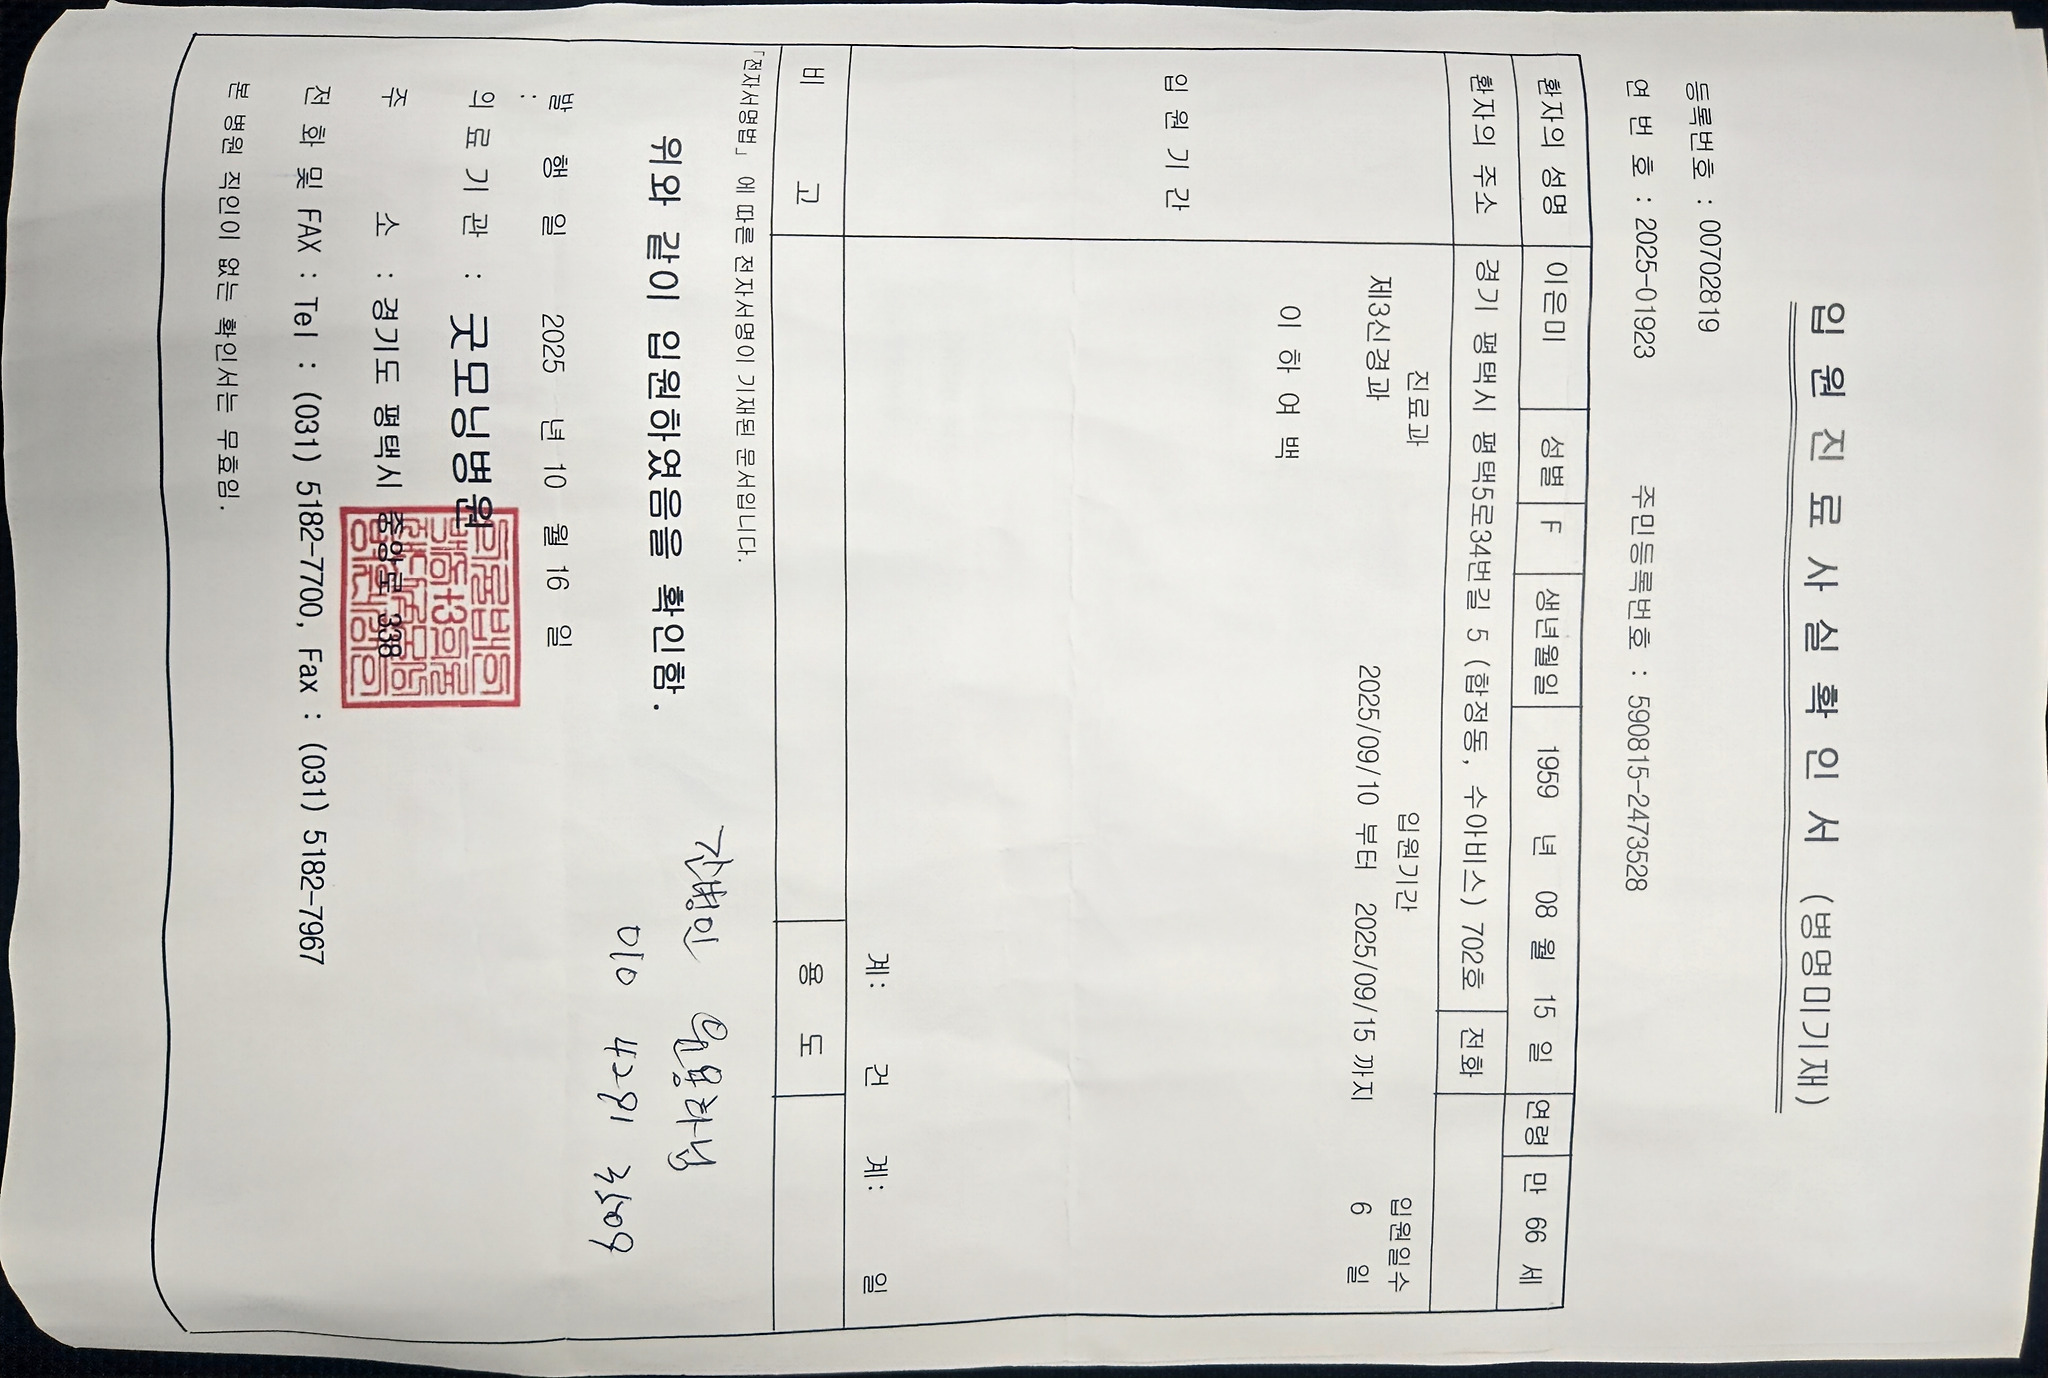 입 원 진 료 사 실 확 인 서 (병명미기재)
등록번호 : 00702819
연 번 호 : 2025-01923 주민등록번호 : 590815-2473528
환자의 성명 이은미 성별 F 생년월일 1959 년 08 월 15 일 연령 만 66 세
환자의 주소 경기 평택시 평택5로34번길 5 (합정동, 수아비스) 702호 전화
진료과 입원기간 입원일수
제3신경과 2025/09/10 부터 2025/09/15 까지 6 일
이 하 여 백
입 원 기 간
계: 건 계: 일
비 고 용 도
「전자서명법」에 따른 전자서명이 기재된 문서입니다.
위와 같이 입원하였음을 확인함.
간병인
010 4281
발 행 일 : 2025 년 10 월 16 일
의 료 기 관 : 굿모닝병원
주 소 : 경기도 평택시 중앙로 338
전 화 및 FAX : Tel : (031) 5182-7700, Fax : (031) 5182-7967
본 병원 직인이 없는 확인서는 무효임.